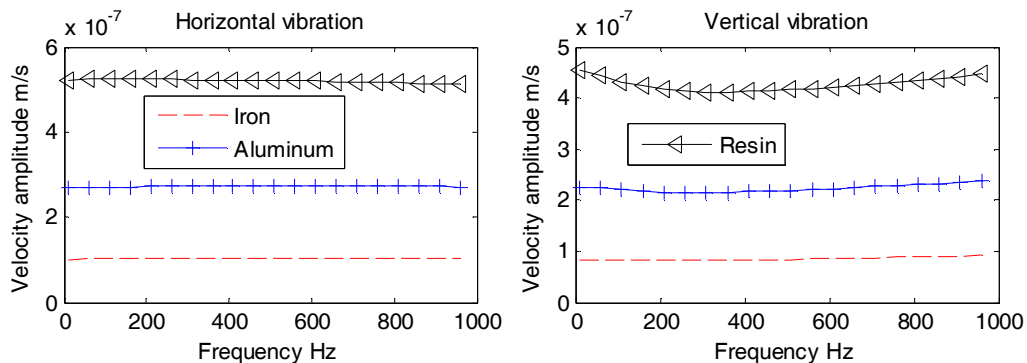 x 10-7
Horizontal vibration
6
4
2
0
Velocity amplitude m/s
Iron
Aluminum
0 200 400 600 800 1000
Frequency Hz
x 10-7
Vertical vibration
5
4
3
2
1
0
Velocity amplitude m/s
Resin
0 200 400 600 800 1000
Frequency Hz